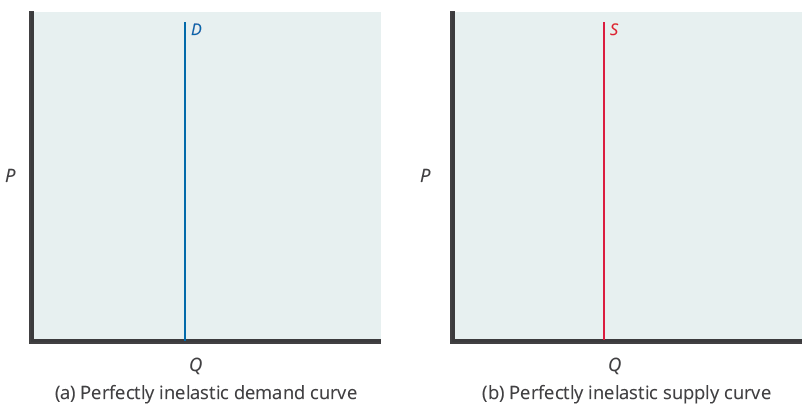 D
P
Q
(a) Perfectly inelastic demand curve
S
P
Q
(b) Perfectly inelastic supply curve